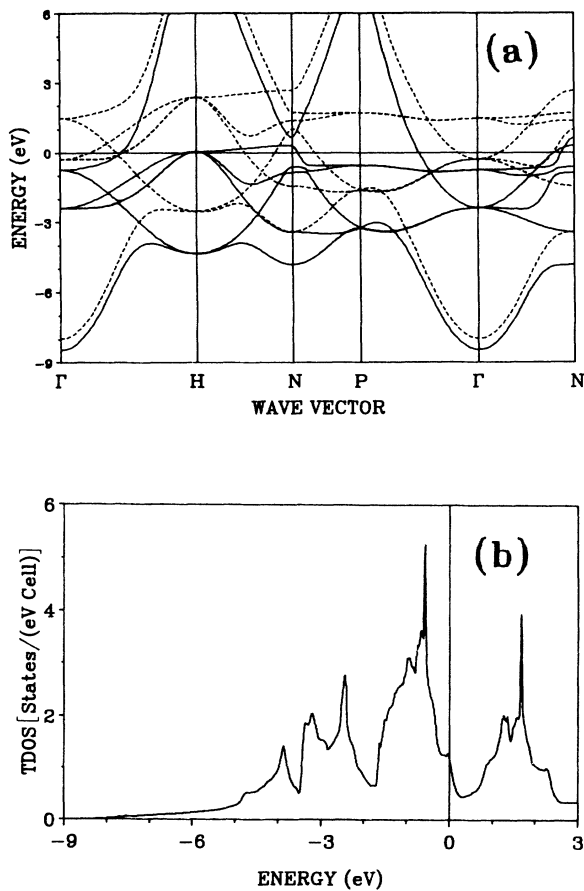 6
(a)
3
0
-3
-6
-9
ENERGY (eV)
Γ H N P Γ N
WAVE VECTOR
6
(b)
4
2
0
TDOS [States/(eV Cell)]
-9 -6 -3 0 3
ENERGY (eV)